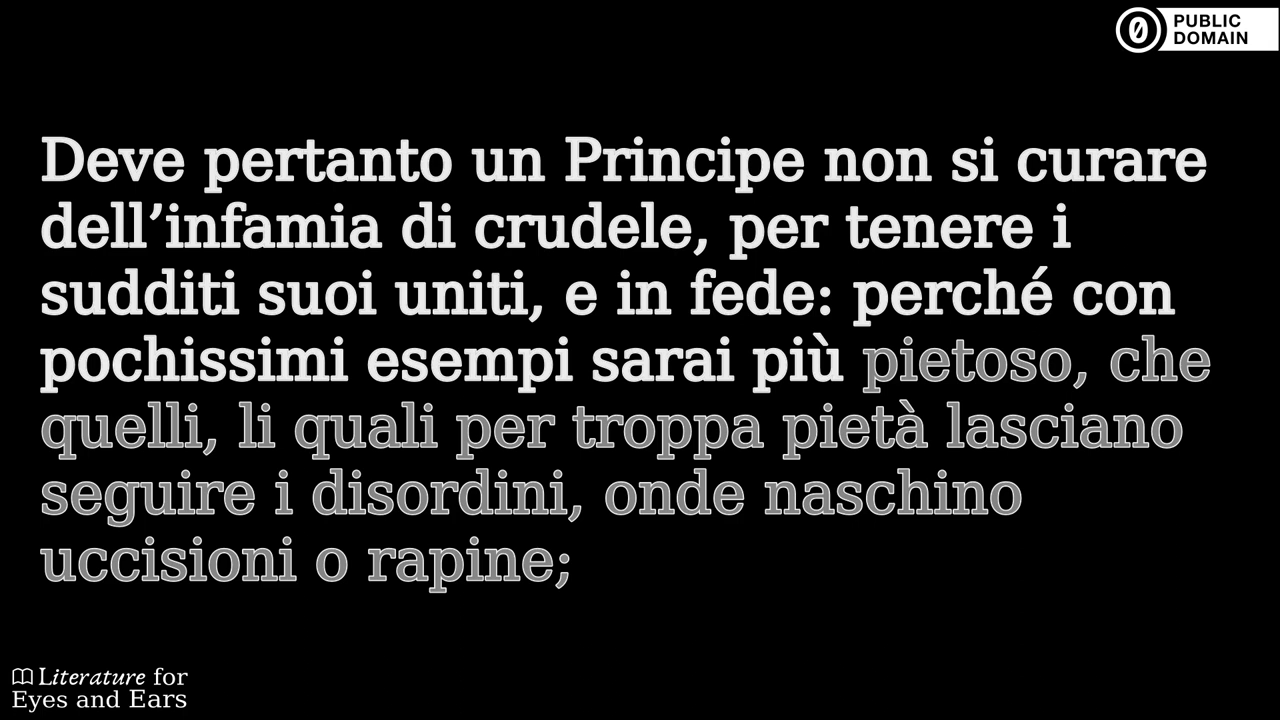 PUBLIC
DOMAIN
Deve pertanto un Principe non si curare
dell’infamia di crudele, per tenere i
sudditi suoi uniti, e in fede: perché con
pochissimi esempi sarai più pietoso, che
quelli, li quali per troppa pietà lasciano
seguire i disordini, onde naschino
uccisioni o rapine;
Literature for
Eyes and Ears